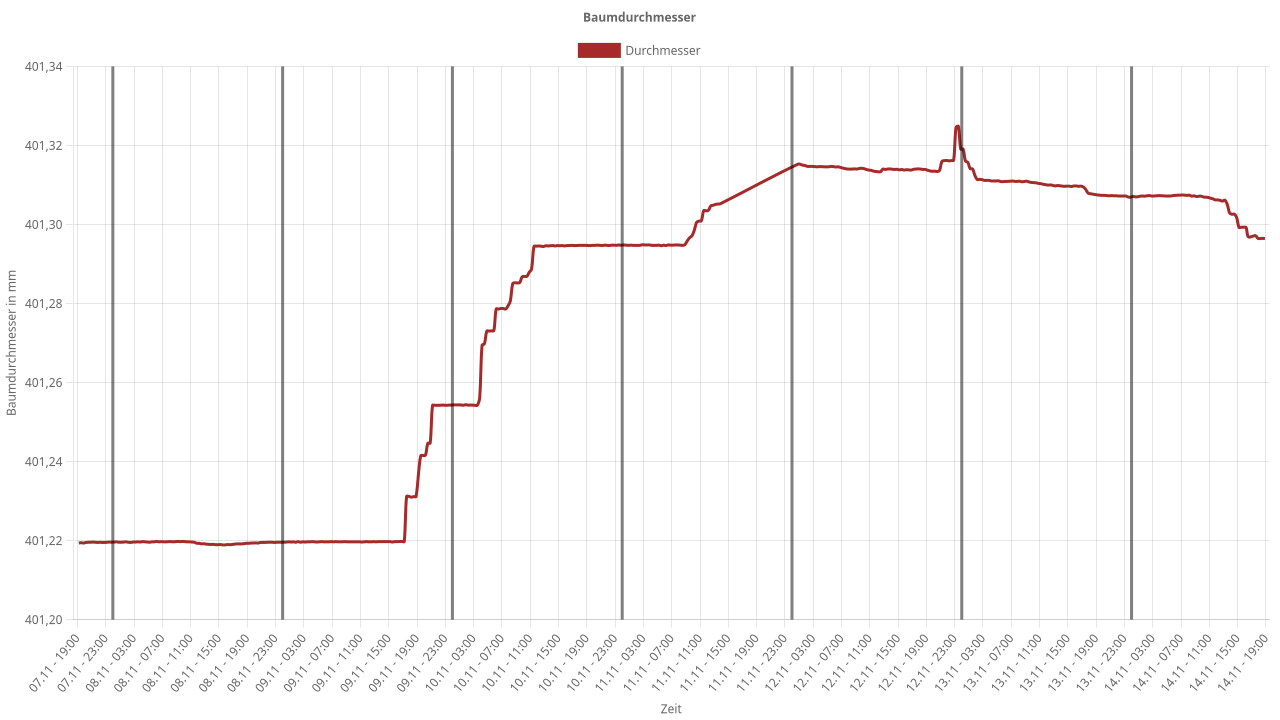 Baumdurchmesser
Durchmesser
401,34
401,32
401,30
401,28
401,26
401,24
401,22
401,20
Baumdurchmesser in mm
07.11 - 19:00
07.11 - 23:00
08.11 - 03:00
08.11 - 07:00
08.11 - 11:00
08.11 - 15:00
08.11 - 19:00
08.11 - 23:00
09.11 - 03:00
09.11 - 07:00
09.11 - 11:00
09.11 - 15:00
09.11 - 19:00
09.11 - 23:00
10.11 - 03:00
10.11 - 07:00
10.11 - 11:00
10.11 - 15:00
10.11 - 19:00
10.11 - 23:00
11.11 - 03:00
11.11 - 07:00
11.11 - 11:00
11.11 - 15:00
11.11 - 19:00
11.11 - 23:00
12.11 - 03:00
12.11 - 07:00
12.11 - 11:00
12.11 - 15:00
12.11 - 19:00
12.11 - 23:00
13.11 - 03:00
13.11 - 07:00
13.11 - 11:00
13.11 - 15:00
13.11 - 19:00
13.11 - 23:00
14.11 - 03:00
14.11 - 07:00
14.11 - 11:00
14.11 - 15:00
14.11 - 19:00
Zeit